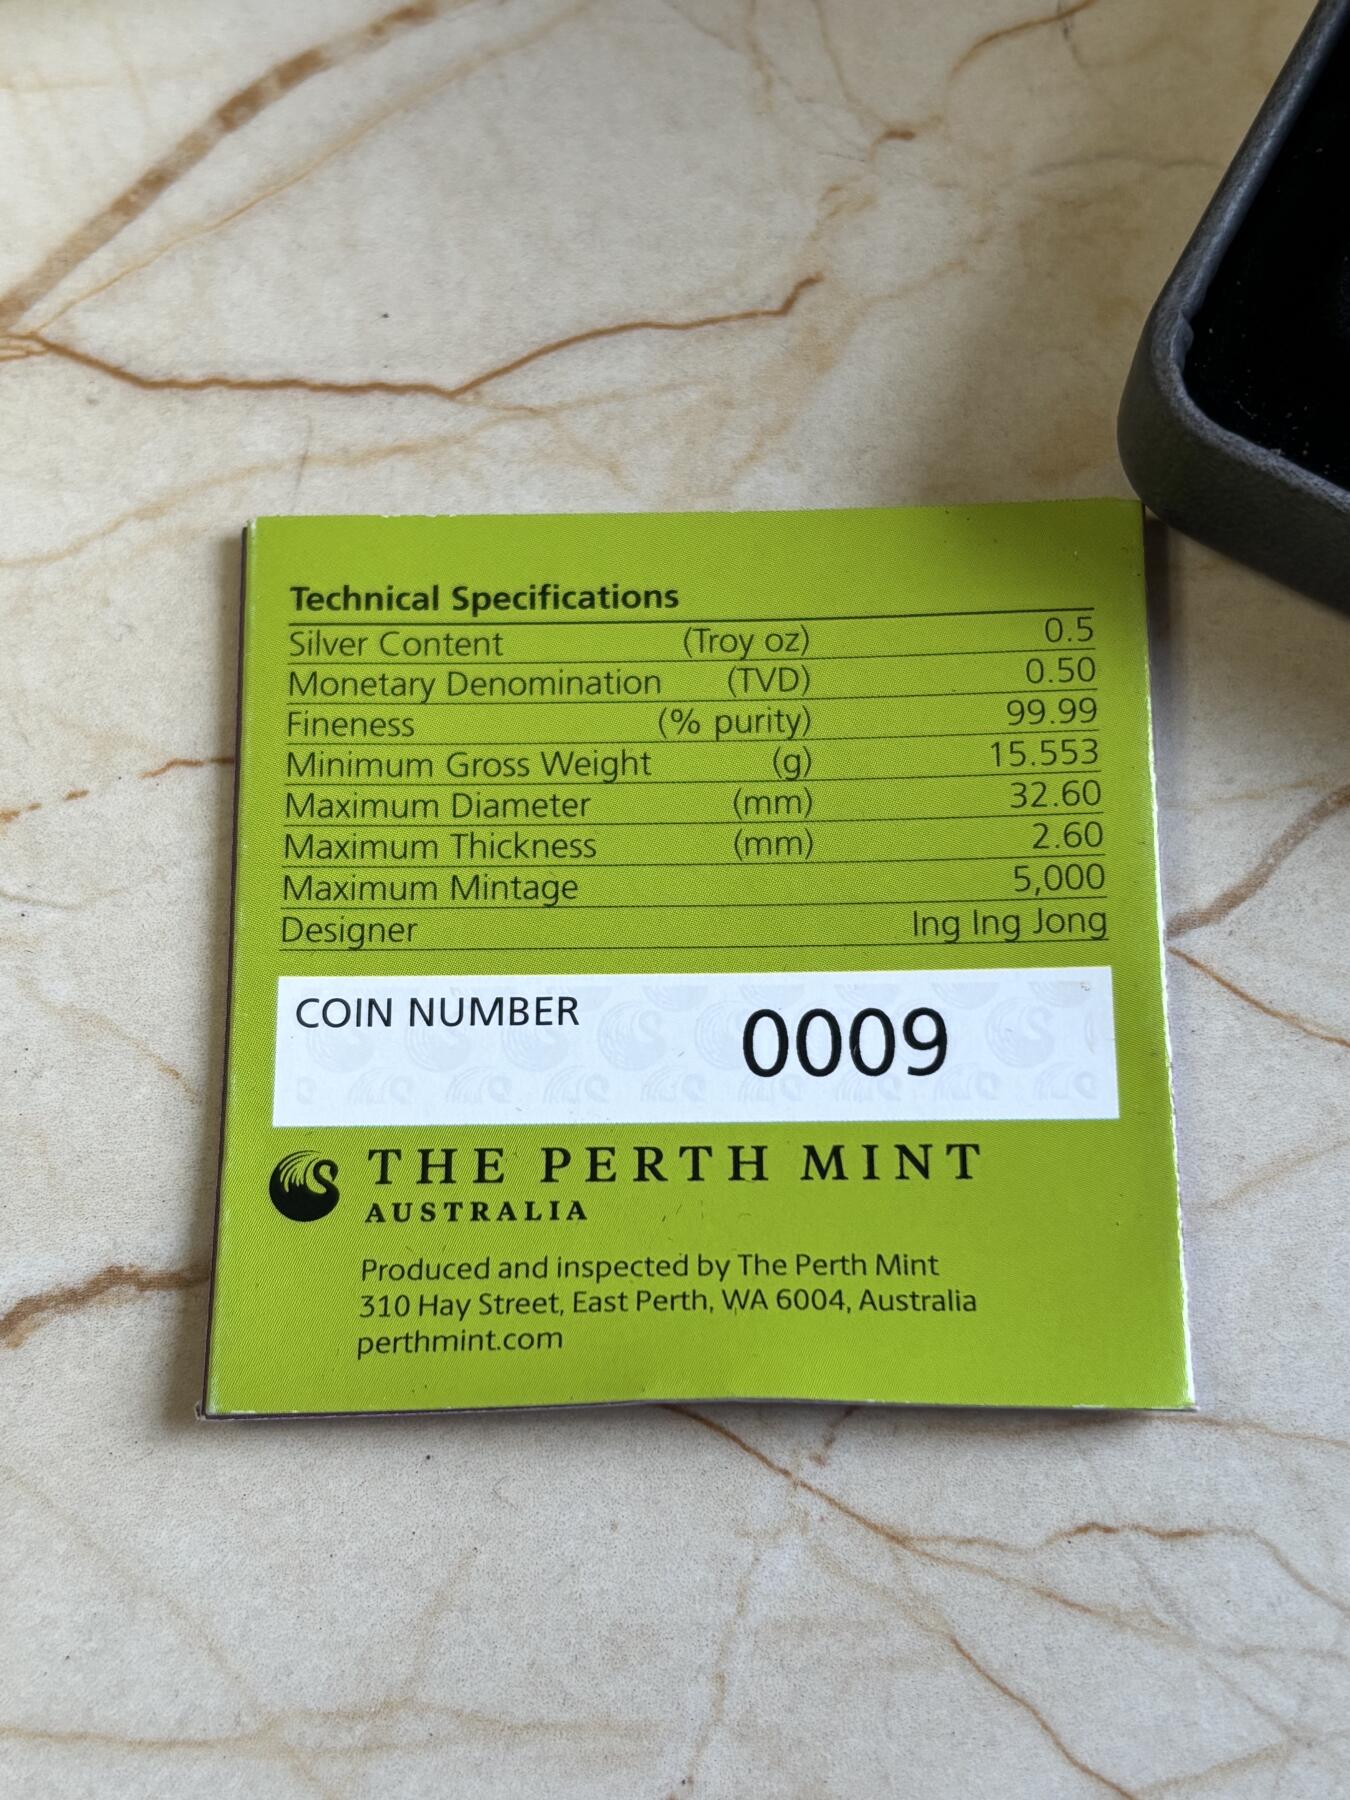 Technical Specifications
Silver Content (Troy oz) 0.5
Monetary Denomination (TVD) 0.50
Fineness (% purity) 99.99
Minimum Gross Weight (g) 15.553
Maximum Diameter (mm) 32.60
Maximum Thickness (mm) 2.60
Maximum Mintage 5,000
Designer Ing Ing Jong
COIN NUMBER 0009
THE PERTH MINT
AUSTRALIA
Produced and inspected by The Perth Mint
310 Hay Street, East Perth, WA 6004, Australia
perthmint.com